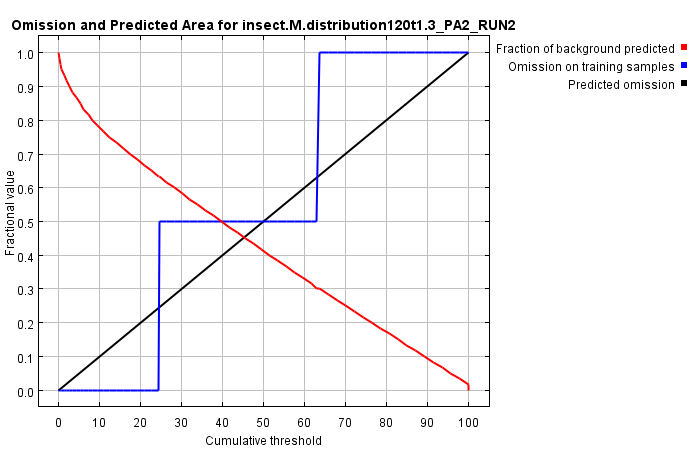 Omission and Predicted Area for insect.M.distribution120t1.3_PA2_RUN2
Fraction of background predicted
Omission on training samples
Predicted omission
Fractional value
1.0
0.9
0.8
0.7
0.6
0.5
0.4
0.3
0.2
0.1
0.0
0 10 20 30 40 50 60 70 80 90 100
Cumulative threshold